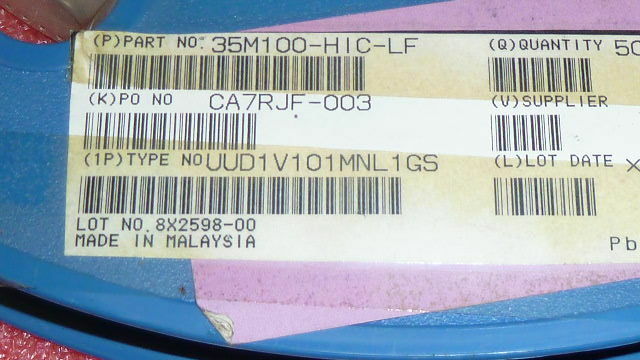 (P)PART NO. 35M100-HIC-LF (Q)QUANTITY
(K)PO NO CA7RJF-003 (V)SUPPLIER
(1P)TYPE NO UUD1V101MNL1GS (L)LOT DATE
LOT NO. 8X2598-00
MADE IN MALAYSIA
Pb